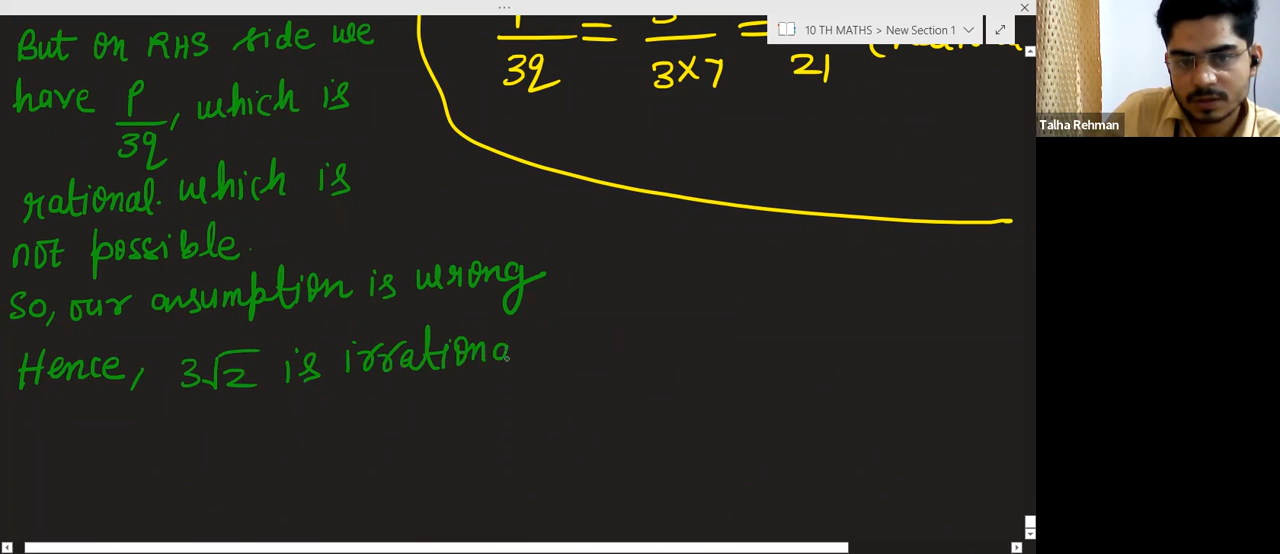 But on RHS side we
have P/3q, which is
rational. which is
not possible.
So, our assumption is wrong
Hence, 3√2 is irrationa
/3q = /3×7 = /21
10 TH MATHS > New Section 1
Talha Rehman